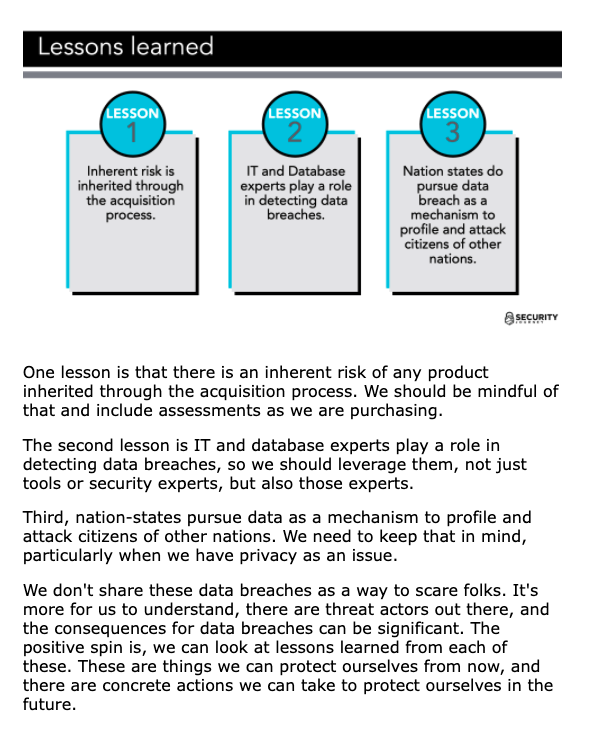 Lessons learned
LESSON
1
Inherent risk is
inherited through
the acquisition
process.
LESSON
2
IT and Database
experts play a role
in detecting data
breaches.
LESSON
3
Nation states do
pursue data
breach as a
mechanism to
profile and attack
citizens of other
nations.
SECURITY
JOURNEY
One lesson is that there is an inherent risk of any product
inherited through the acquisition process. We should be mindful of
that and include assessments as we are purchasing.
The second lesson is IT and database experts play a role in
detecting data breaches, so we should leverage them, not just
tools or security experts, but also those experts.
Third, nation-states pursue data as a mechanism to profile and
attack citizens of other nations. We need to keep that in mind,
particularly when we have privacy as an issue.
We don't share these data breaches as a way to scare folks. It's
more for us to understand, there are threat actors out there, and
the consequences for data breaches can be significant. The
positive spin is, we can look at lessons learned from each of
these. These are things we can protect ourselves from now, and
there are concrete actions we can take to protect ourselves in the
future.